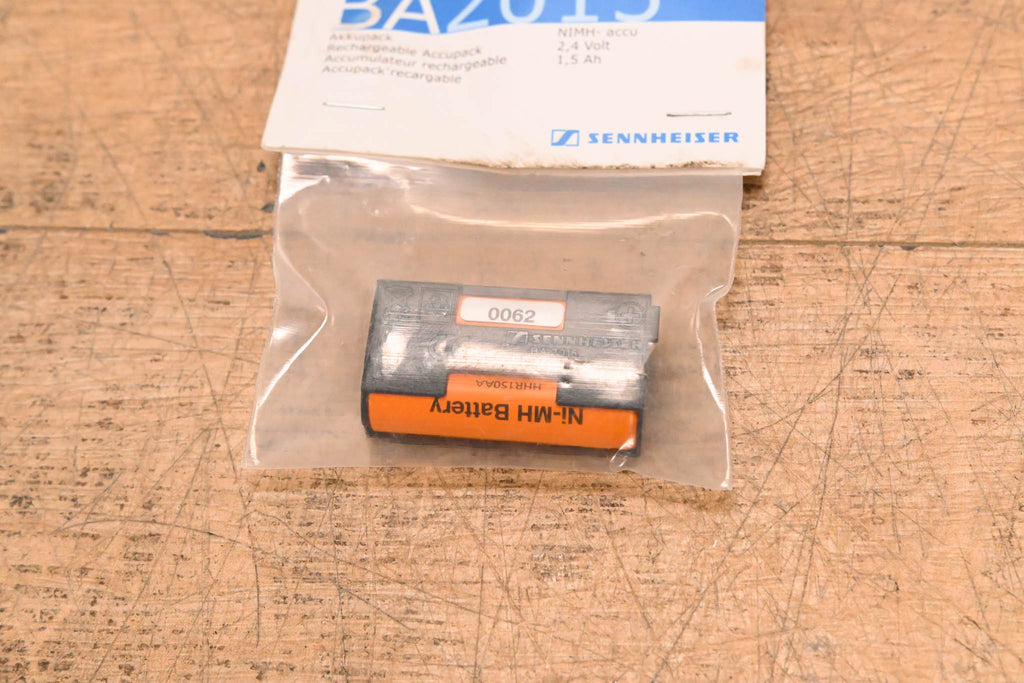 BA2015
Akkupack
Rechargeable Accupack
Accumulateur rechargeable
Accupack recargable
NIMH- accu
2,4 Volt
1,5 Ah
SENNHEISER
0062
SENNHEISER
HHR150AA
Ni-MH Battery